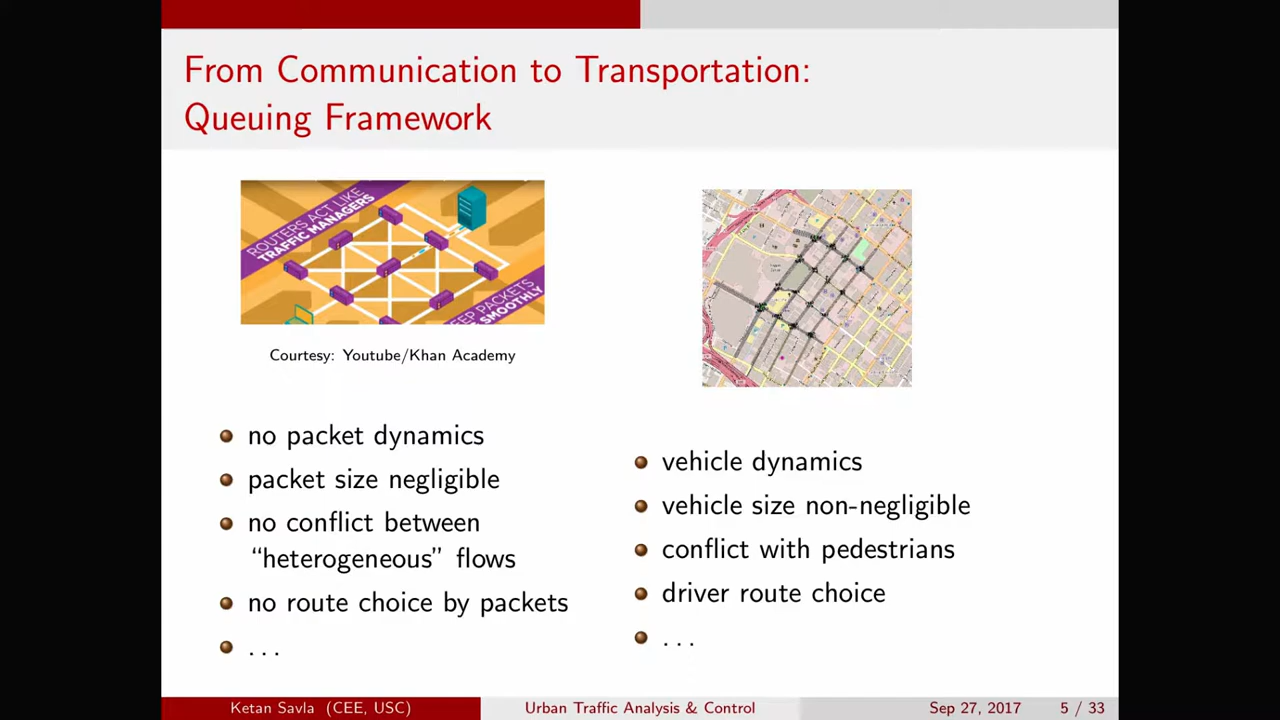 From Communication to Transportation:
Queuing Framework
ROUTERS ACT LIKE
TRAFFIC MANAGERS
PACKETS
SMOOTHLY
Courtesy: Youtube/Khan Academy
no packet dynamics
packet size negligible
no conflict between
“heterogeneous” flows
no route choice by packets
. . .
vehicle dynamics
vehicle size non-negligible
conflict with pedestrians
driver route choice
. . .
Ketan Savla (CEE, USC)
Urban Traffic Analysis & Control
Sep 27, 2017
5 / 33